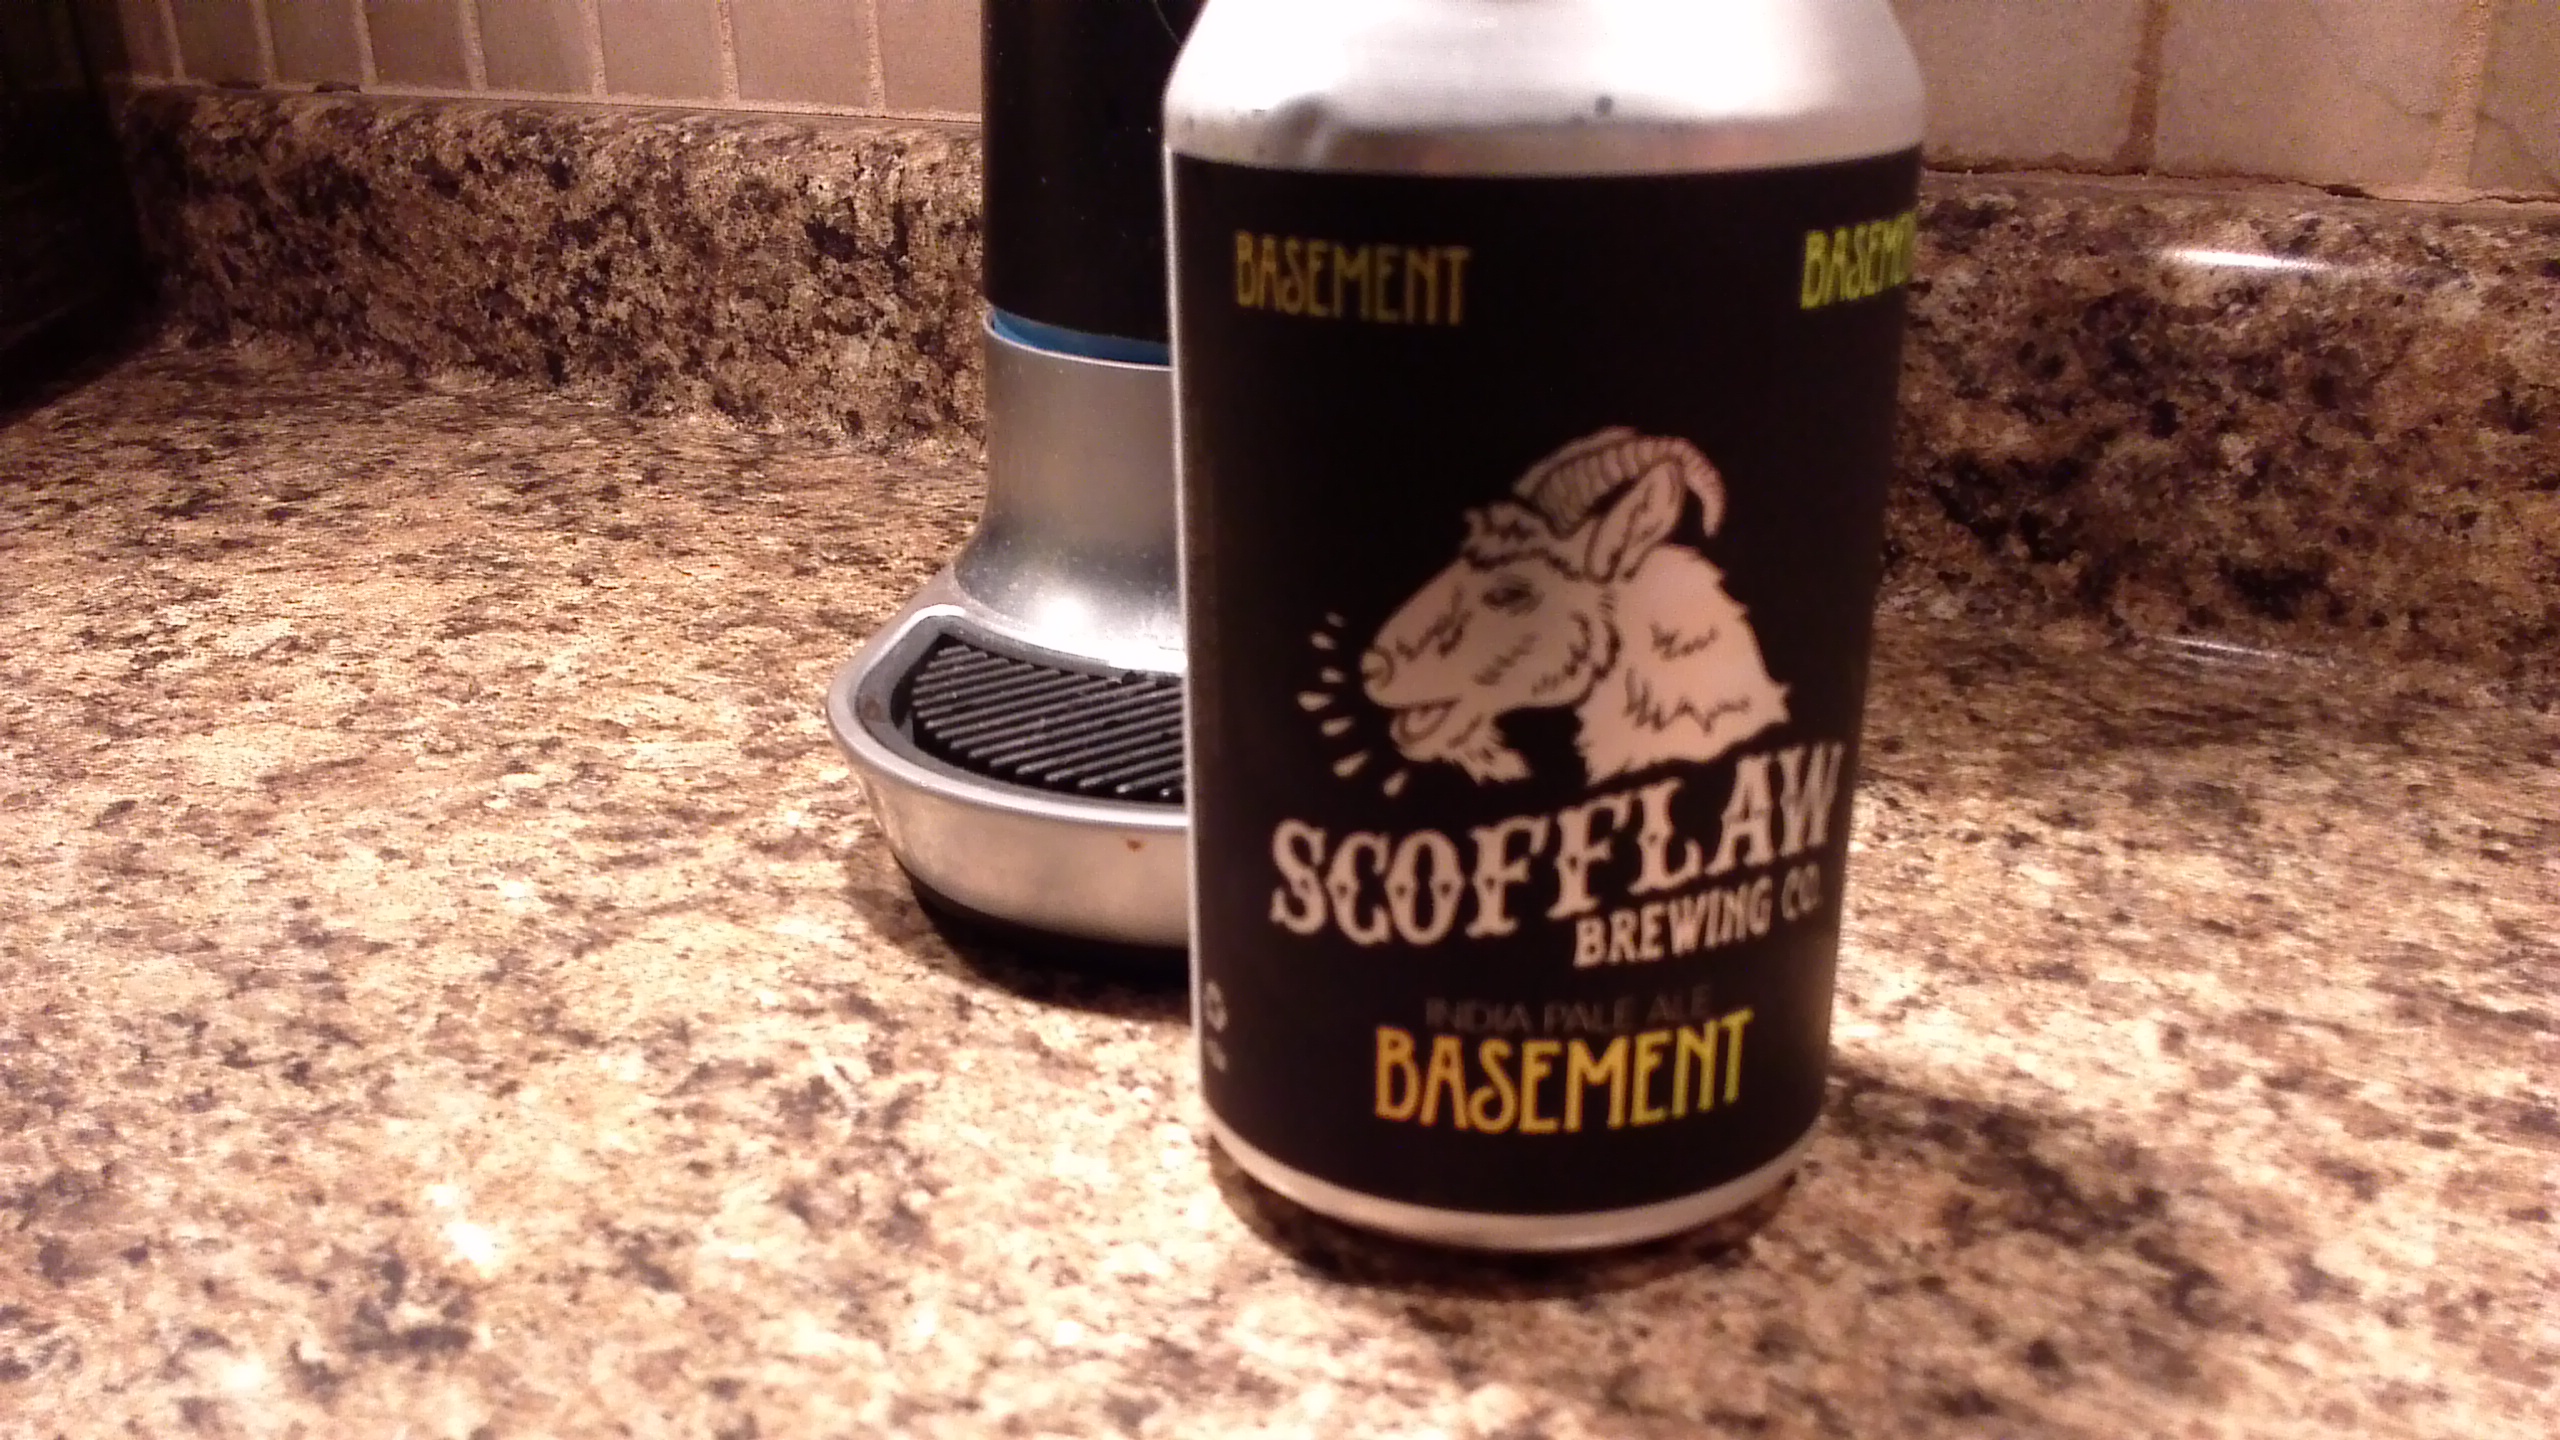 BASEMENT
SCOFFLAW
BREWING CO.
INDIA PALE ALE
BASEMENT